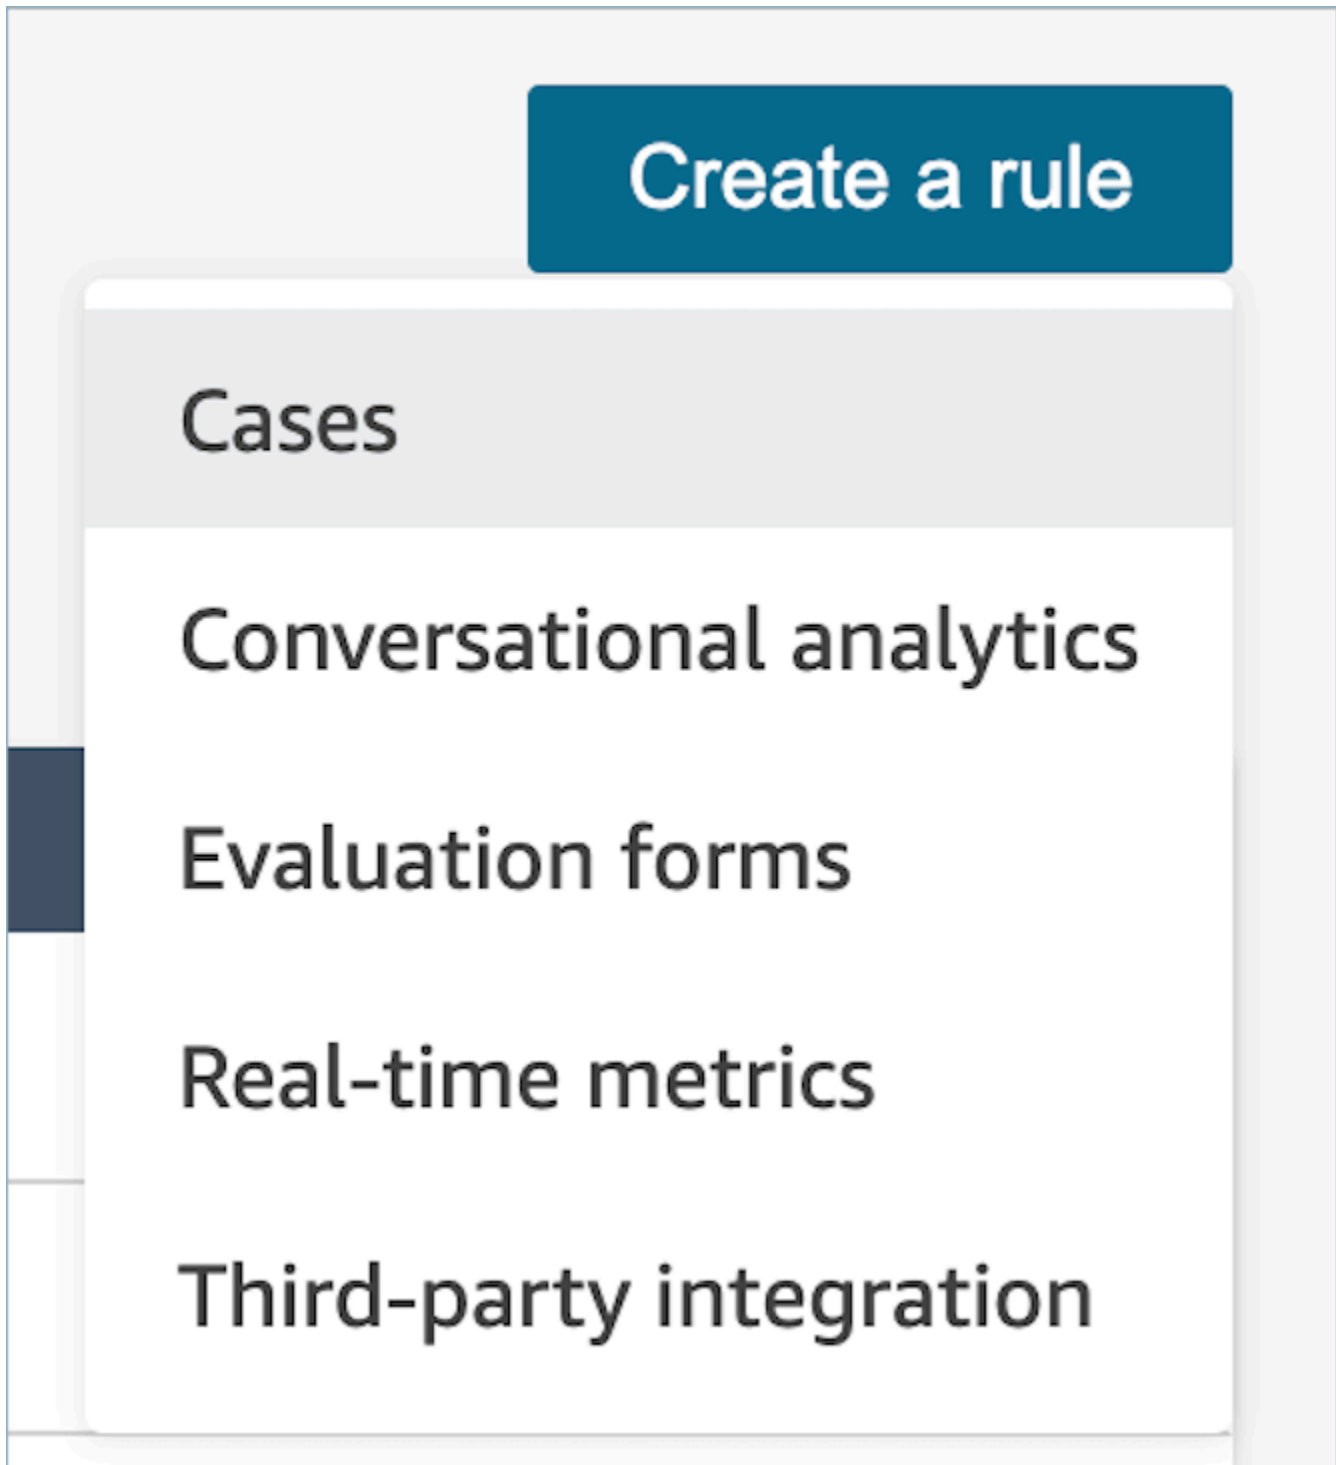 Create a rule
Cases
Conversational analytics
Evaluation forms
Real-time metrics
Third-party integration